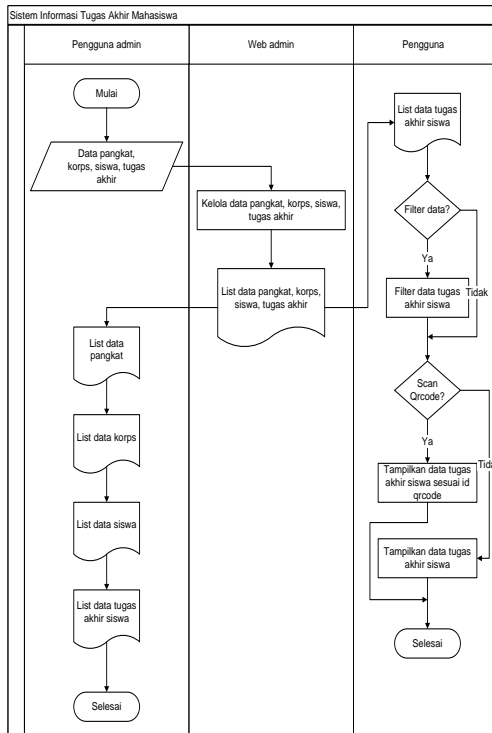 Sistem Informasi Tugas Akhir Mahasiswa
Pengguna admin
Web admin
Pengguna
Mulai
Data pangkat,
korps, siswa, tugas
akhir
Kelola data pangkat, korps, siswa,
tugas akhir
List data pangkat, korps,
siswa, tugas akhir
List data
pangkat
List data korps
List data siswa
List data tugas
akhir siswa
Selesai
List data tugas
akhir siswa
Filter data?
Ya
Tidak
Filter data tugas
akhir siswa
Scan
Qrcode?
Ya
Tida
Tampilkan data tugas
akhir siswa sesuai id
qrcode
Tampilkan data tugas
akhir siswa
Selesai